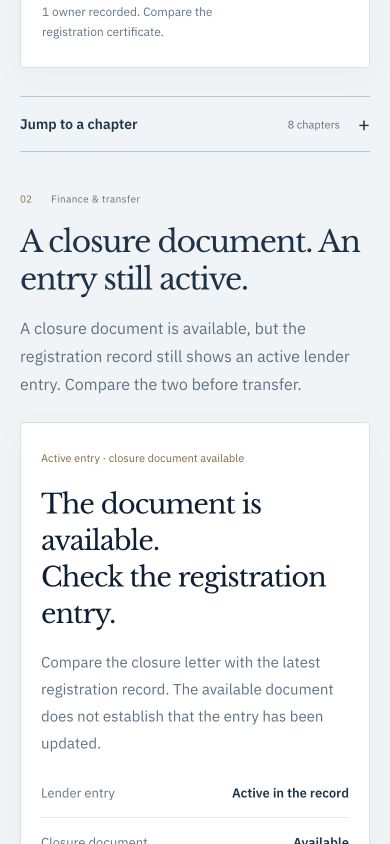 1 owner recorded. Compare the
registration certificate.
Jump to a chapter
8 chapters
+
02 Finance & transfer
A closure document. An
entry still active.
A closure document is available, but the
registration record still shows an active lender
entry. Compare the two before transfer.
Active entry · closure document available
The document is
available.
Check the registration
entry.
Compare the closure letter with the latest
registration record. The available document
does not establish that the entry has been
updated.
Lender entry Active in the record
Closure document Available